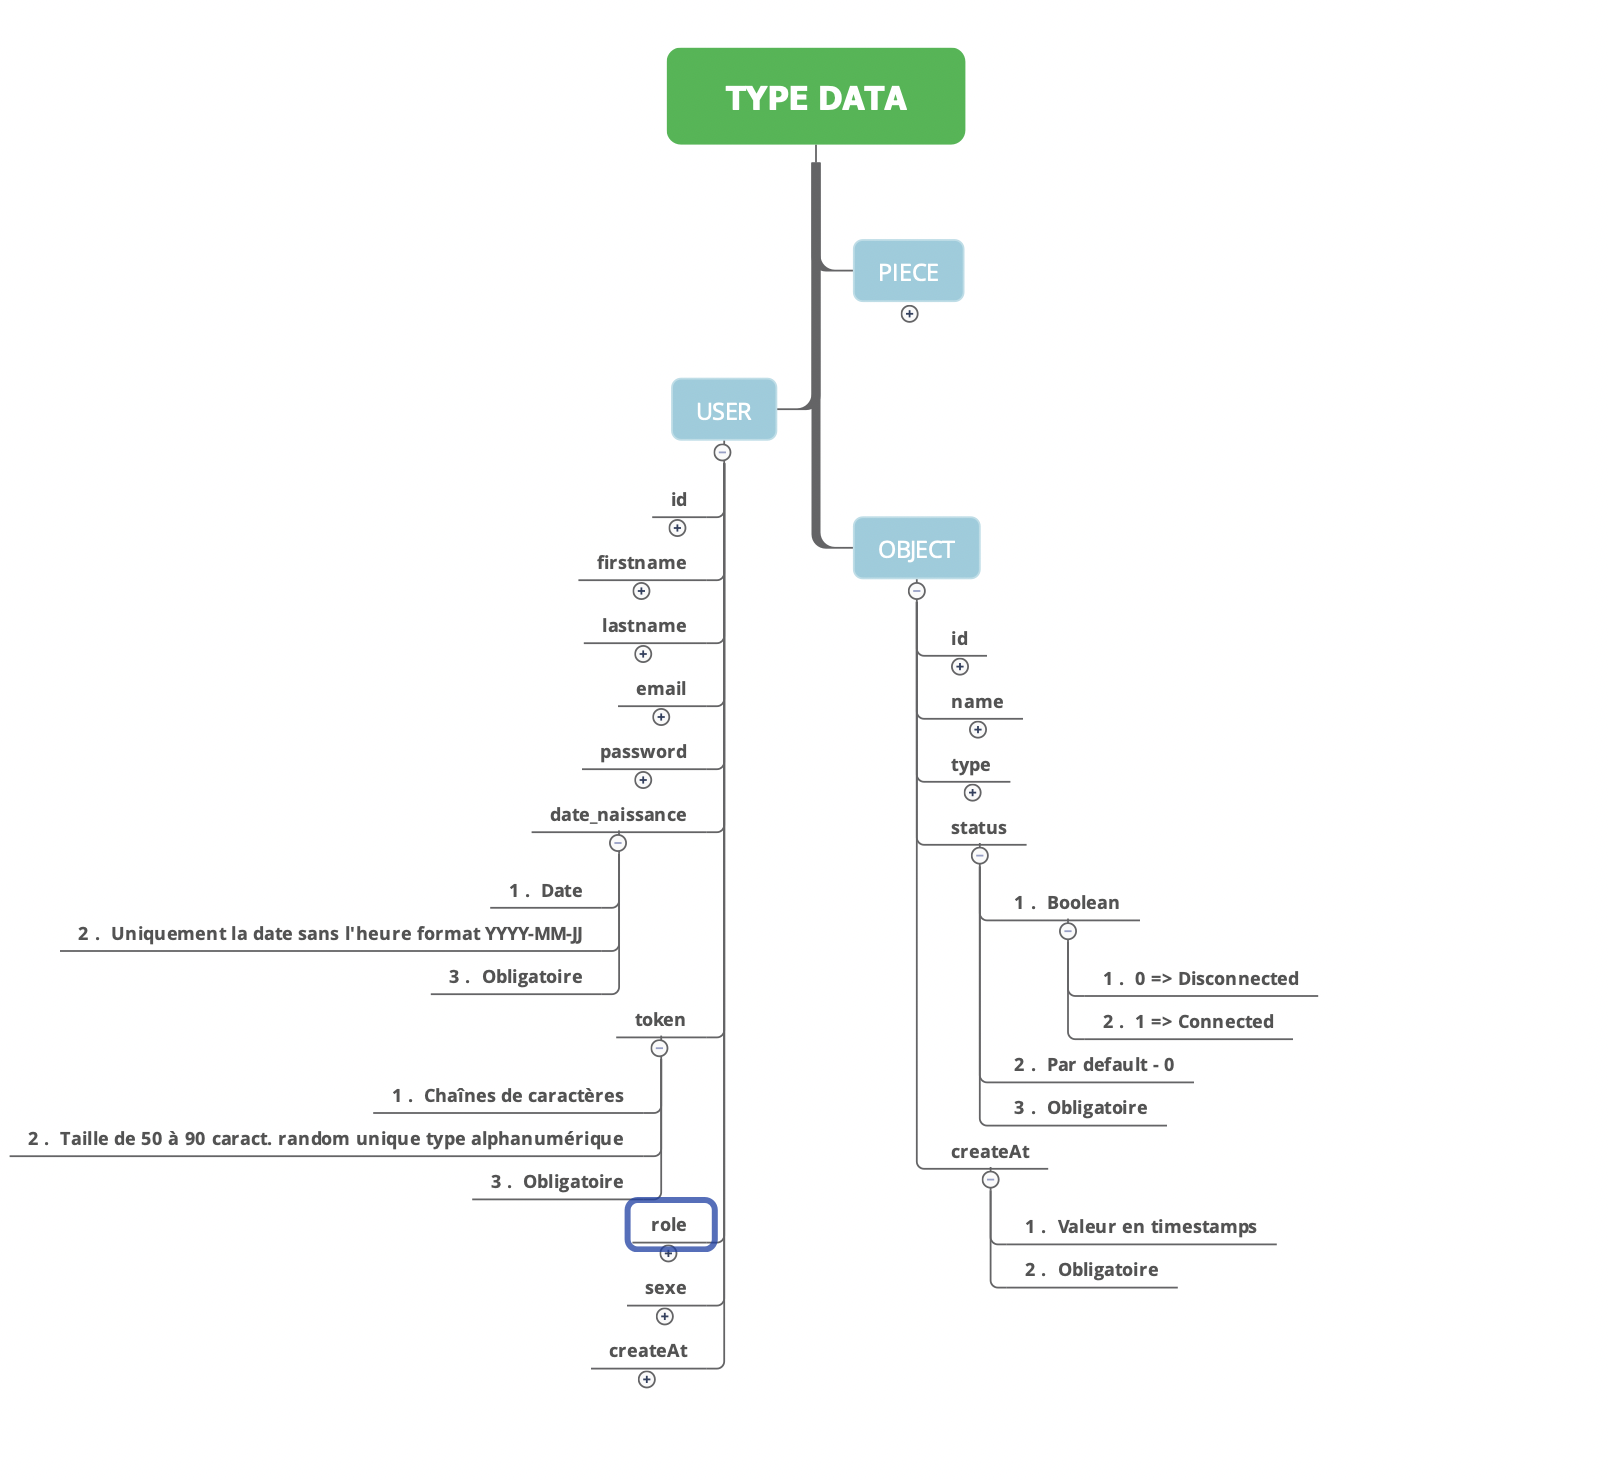 TYPE DATA
PIECE
USER
id
firstname
lastname
email
password
date_naissance
1 . Date
2 . Uniquement la date sans l'heure format YYYY-MM-JJ
3 . Obligatoire
token
1 . Chaînes de caractères
2 . Taille de 50 à 90 caract. random unique type alphanumérique
3 . Obligatoire
role
sexe
createAt
OBJECT
id
name
type
status
1 . Boolean
1 . 0 => Disconnected
2 . 1 => Connected
2 . Par default - 0
3 . Obligatoire
createAt
1 . Valeur en timestamps
2 . Obligatoire